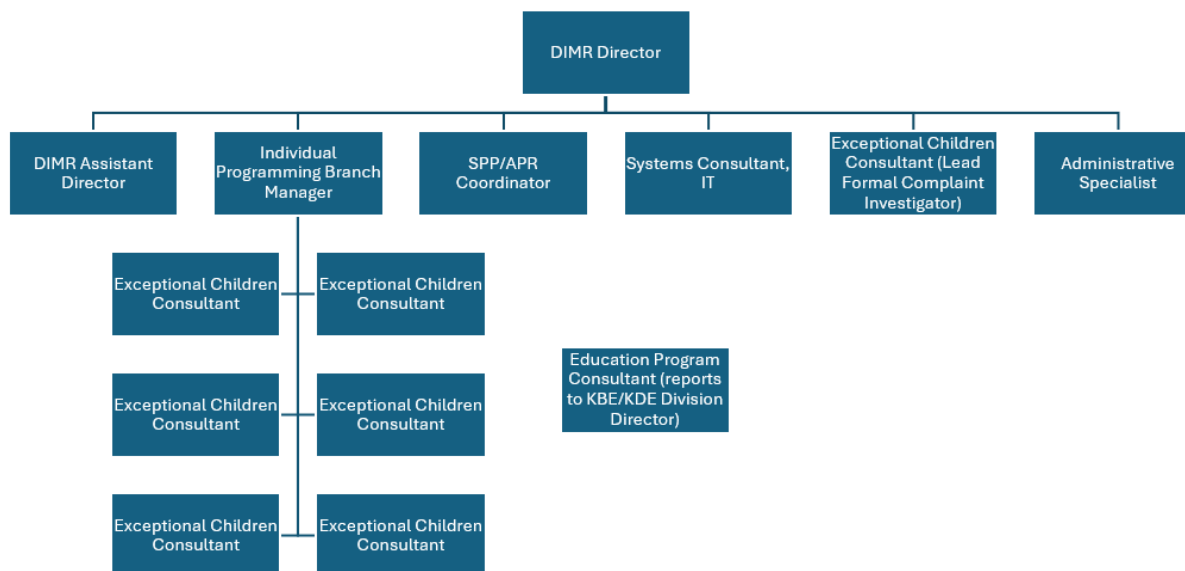 DIMR Director
DIMR Assistant
Director
Individual
Programming Branch
Manager
SPP/APR
Coordinator
Systems Consultant,
IT
Exceptional Children
Consultant (Lead
Formal Complaint
Investigator)
Administrative
Specialist
Exceptional Children
Consultant
Exceptional Children
Consultant
Education Program
Consultant (reports
to KBE/KDE Division
Director)
Exceptional Children
Consultant
Exceptional Children
Consultant
Exceptional Children
Consultant
Exceptional Children
Consultant